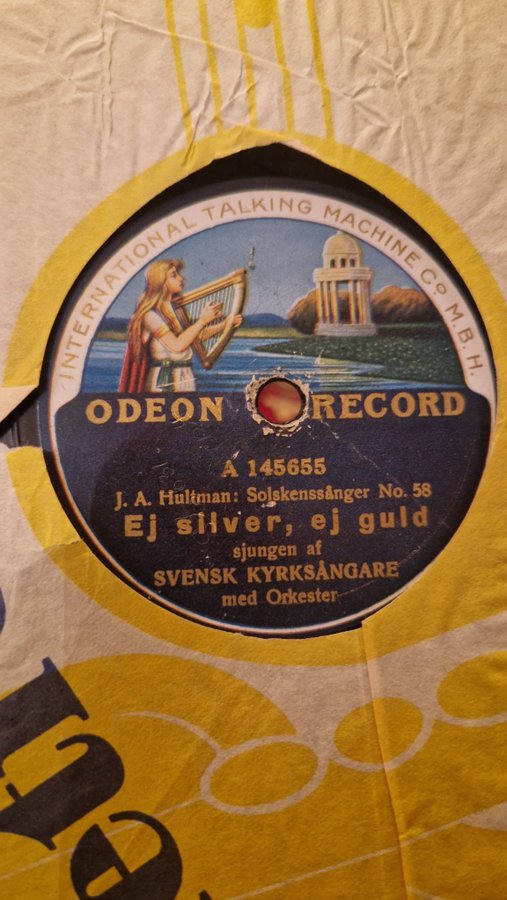 INTERNATIONAL TALKING MACHINE Co M.B.H.
ODEON RECORD
A 145655
J. A. Hultman: Solskenssånger No. 58
Ej silver, ej guld
sjungen af
SVENSK KYRKSÅNGARE
med Orkester